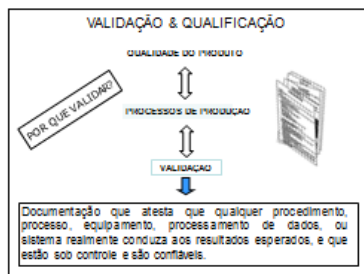 VALIDAÇÃO & QUALIFICAÇÃO
QUALIDADE DO PRODUTO
POR QUE VALIDAR?
PROCESSOS DE PRODUÇÃO
VALIDAÇÃO
Documentação que atesta que qualquer procedimento,
processo, equipamento, processamento de dados, ou
sistema realmente conduza aos resultados esperados, e que
estão sob controle e são confiáveis.